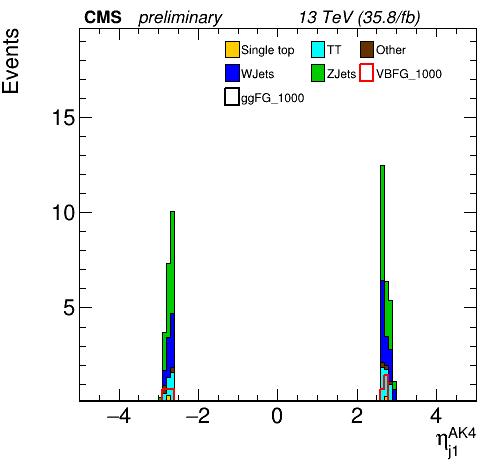 CMS preliminary 13 TeV (35.8/fb)
Events
Single top TT Other
WJets ZJets VBFG_1000
ggFG_1000
15
10
5
−4 −2 0 2 4
η_{j1}^{AK4}